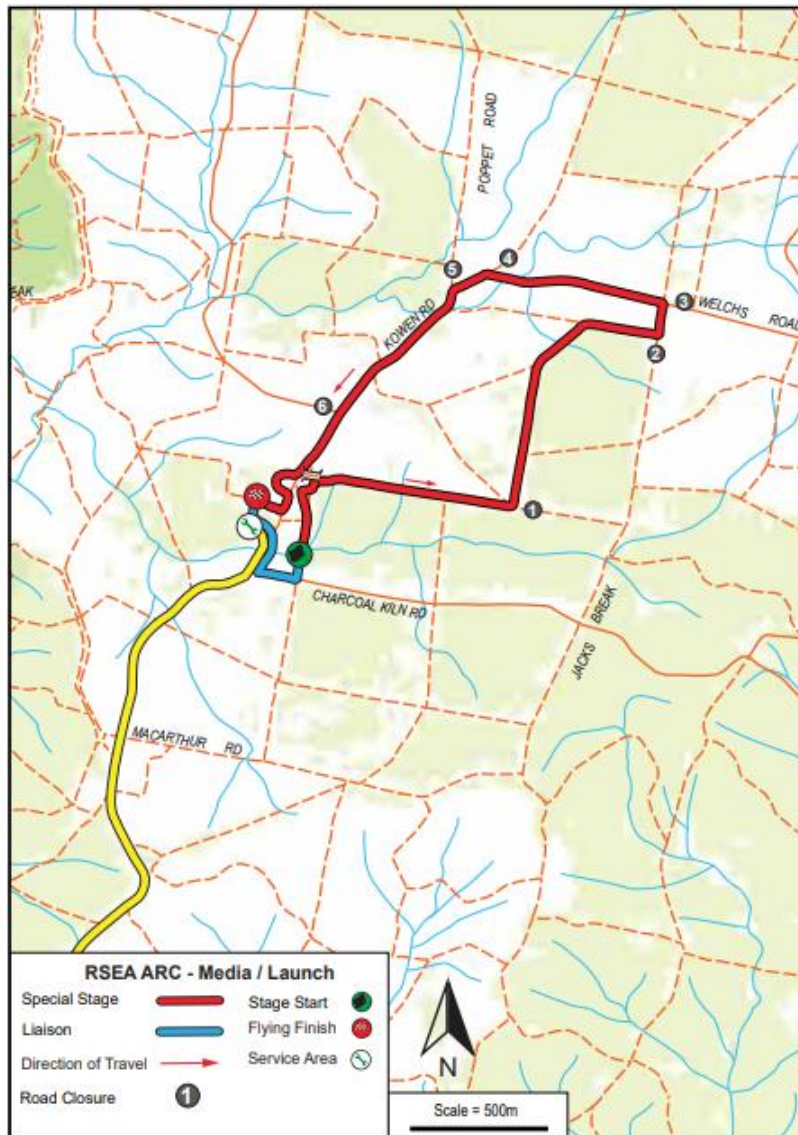 POPPET ROAD
4
5
3
WELCHS ROAD
EAK
KOWEN RD
2
6
1
CHARCOAL KILN RD
JACKS BREAK
MACARTHUR RD
RSEA ARC - Media / Launch
Special Stage
Stage Start
Liaison
Flying Finish
Direction of Travel
Service Area
Road Closure
1
N
Scale = 500m